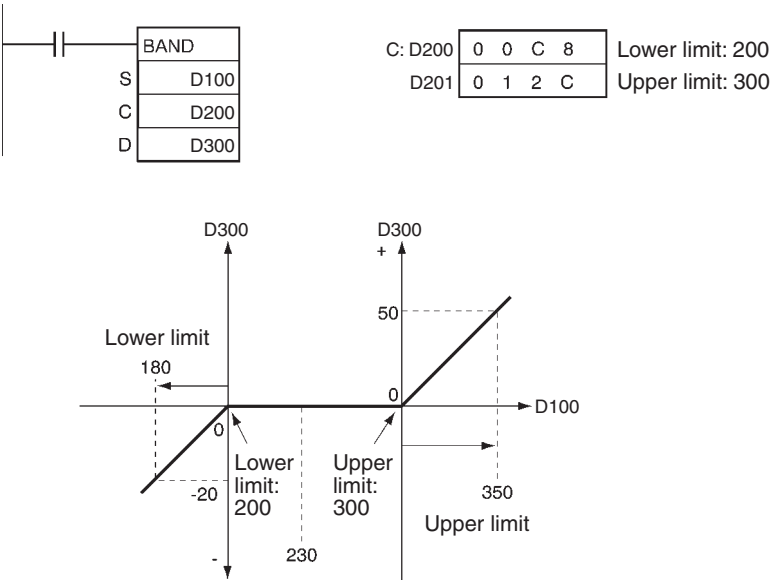 BAND
S D100
C D200
D D300
C: D200 0 0 C 8 Lower limit: 200
D201 0 1 2 C Upper limit: 300
D300
D300
+
50
Lower limit
180
0
D100
0
Lower
limit:
200
Upper
limit:
300
-20
350
Upper limit
230
-